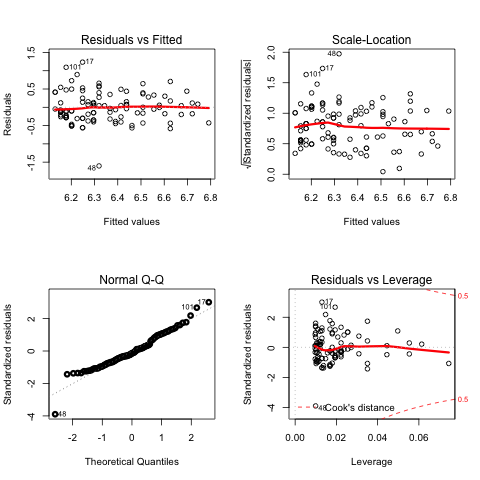 Residuals vs Fitted
Residuals
1.5
0.5
-0.5
-1.5
17
101
48
6.2 6.3 6.4 6.5 6.6 6.7 6.8
Fitted values
Scale-Location
√|Standardized residuals|
2.0
1.5
1.0
0.5
0.0
48
17
101
6.2 6.3 6.4 6.5 6.6 6.7 6.8
Fitted values
Normal Q-Q
Standardized residuals
2
0
-2
-4
17
101
48
-2 -1 0 1 2
Theoretical Quantiles
Residuals vs Leverage
Standardized residuals
2
0
-2
-4
17
101
48
Cook's distance
0.5
0.5
0.00 0.02 0.04 0.06
Leverage